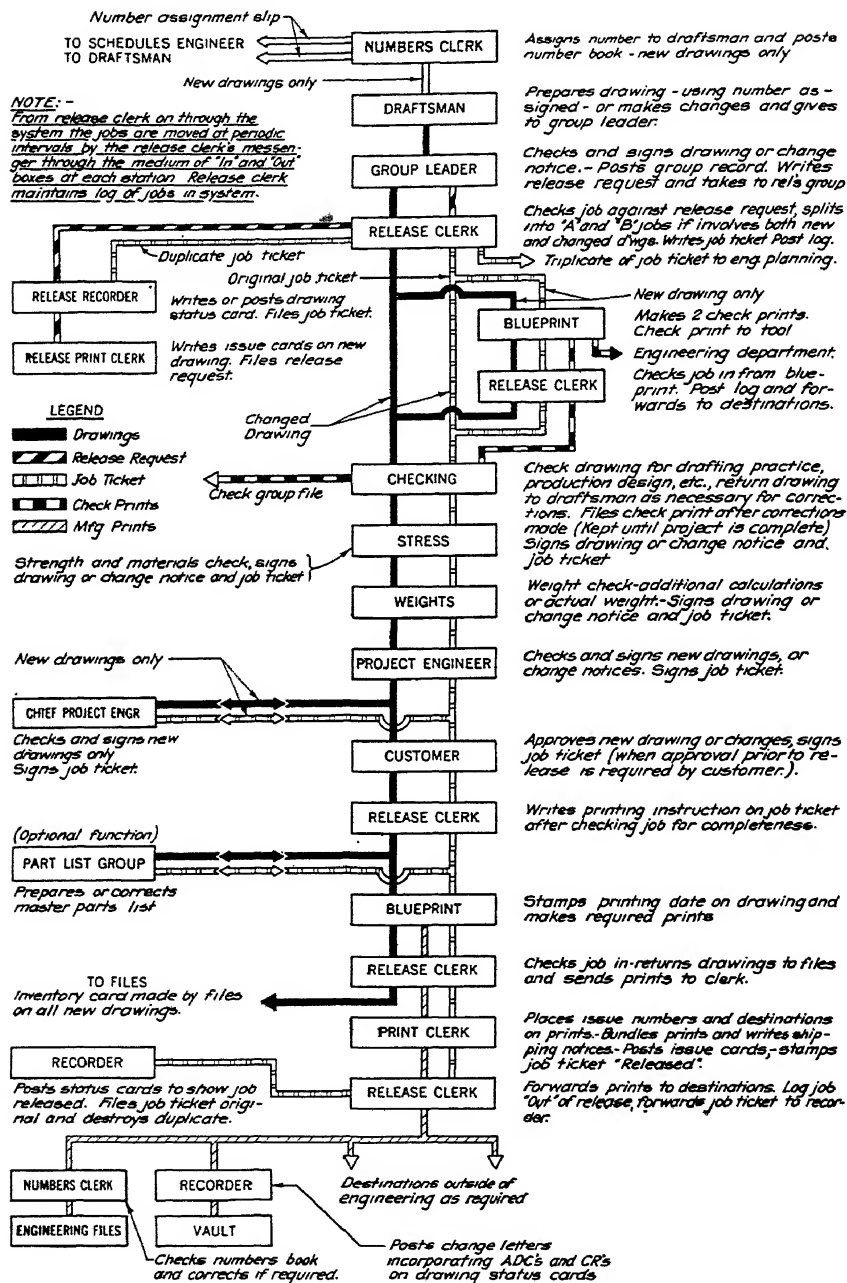 Number assignment slip
TO SCHEDULES ENGINEER
TO DRAFTSMAN
NUMBERS CLERK
Assigns number to draftsman and posts
number book - new drawings only
New drawings only
NOTE: -
From release clerk on through the
system the jobs are moved at periodic
intervals by the release clerk's messen-
ger through the medium of "In" and "Out"
boxes at each station Release clerk
maintains log of jobs in system.
DRAFTSMAN
Prepares drawing - using number as -
signed - or makes changes and gives
to group leader.
GROUP LEADER
Checks and signs drawing or change
notice. - Posts group record. Writes
release request and takes to rel's group
RELEASE CLERK
Checks job against release request, splits
into "A" and "B" jobs if involves both new
and changed d'wgs. Writes job ticket Post log.
Triplicate of job ticket to eng. planning.
Duplicate job ticket
Original job ticket
RELEASE RECORDER
Writes or posts drawing
status card. Files job ticket.
RELEASE PRINT CLERK
Writes issue cards on new
drawing. Files release
request.
New drawing only
BLUEPRINT
Makes 2 check prints.
Check print to tool
Engineering department.
RELEASE CLERK
Checks job in from blue-
print. Post log and for-
wards to destinations.
Changed
Drawing
LEGEND
Drawings
Release Request
Job Ticket
Check Prints
Mfg Prints
Check group file
CHECKING
Check drawing for drafting practice,
production design, etc., return drawing
to draftsman as necessary for correc-
tions. Files check print after corrections
made (Kept until project is complete)
Signs drawing or change notice and
job ticket
STRESS
Strength and materials check, signs
drawing or change notice and job ticket
WEIGHTS
Weight check-additional calculations
or actual weight.-Signs drawing or
change notice and job ticket.
PROJECT ENGINEER
Checks and signs new drawings, or
change notices. Signs job ticket.
New drawings only
CHIEF PROJECT ENGR
Checks and signs new
drawings only
Signs job ticket.
CUSTOMER
Approves new drawing or changes, signs
job ticket (when approval prior to re-
lease is required by customer.).
RELEASE CLERK
Writes printing instruction on job ticket
after checking job for completeness.
(Optional function)
PART LIST GROUP
Prepares or corrects
master parts list
BLUEPRINT
Stamps printing date on drawing and
makes required prints
RELEASE CLERK
Checks job in-returns drawings to files
and sends prints to clerk.
TO FILES
Inventory card made by files
on all new drawings.
PRINT CLERK
Places issue numbers and destinations
on prints.-Bundles prints and writes ship-
ping notices.-Posts issue cards,-stamps
job ticket "Released".
RECORDER
Posts status cards to show job
released. Files job ticket origi-
nal and destroys duplicate.
RELEASE CLERK
Forwards prints to destinations. Log job
"Out" of release, forwards job ticket to recor-
der.
NUMBERS CLERK
RECORDER
Destinations outside of
engineering as required
ENGINEERING FILES
VAULT
Checks numbers book
and corrects if required.
Posts change letters
incorporating ADC's and CR's
on drawing status cards